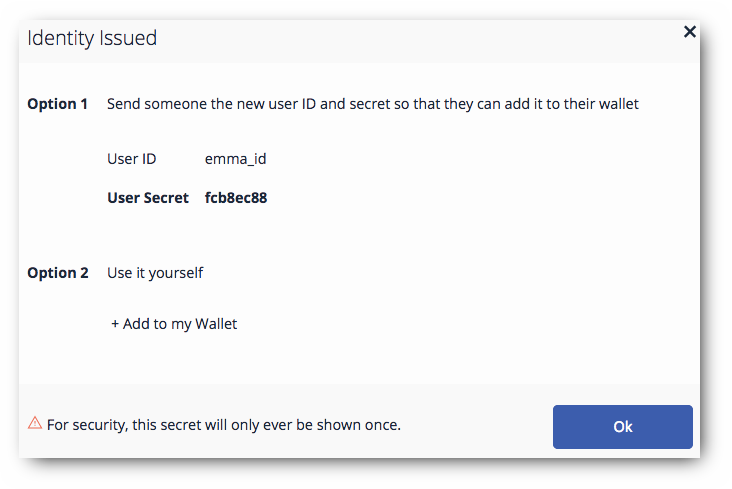 Identity Issued
Option 1 Send someone the new user ID and secret so that they can add it to their wallet
User ID emma_id
User Secret fcb8ec88
Option 2 Use it yourself
+ Add to my Wallet
For security, this secret will only ever be shown once.
Ok